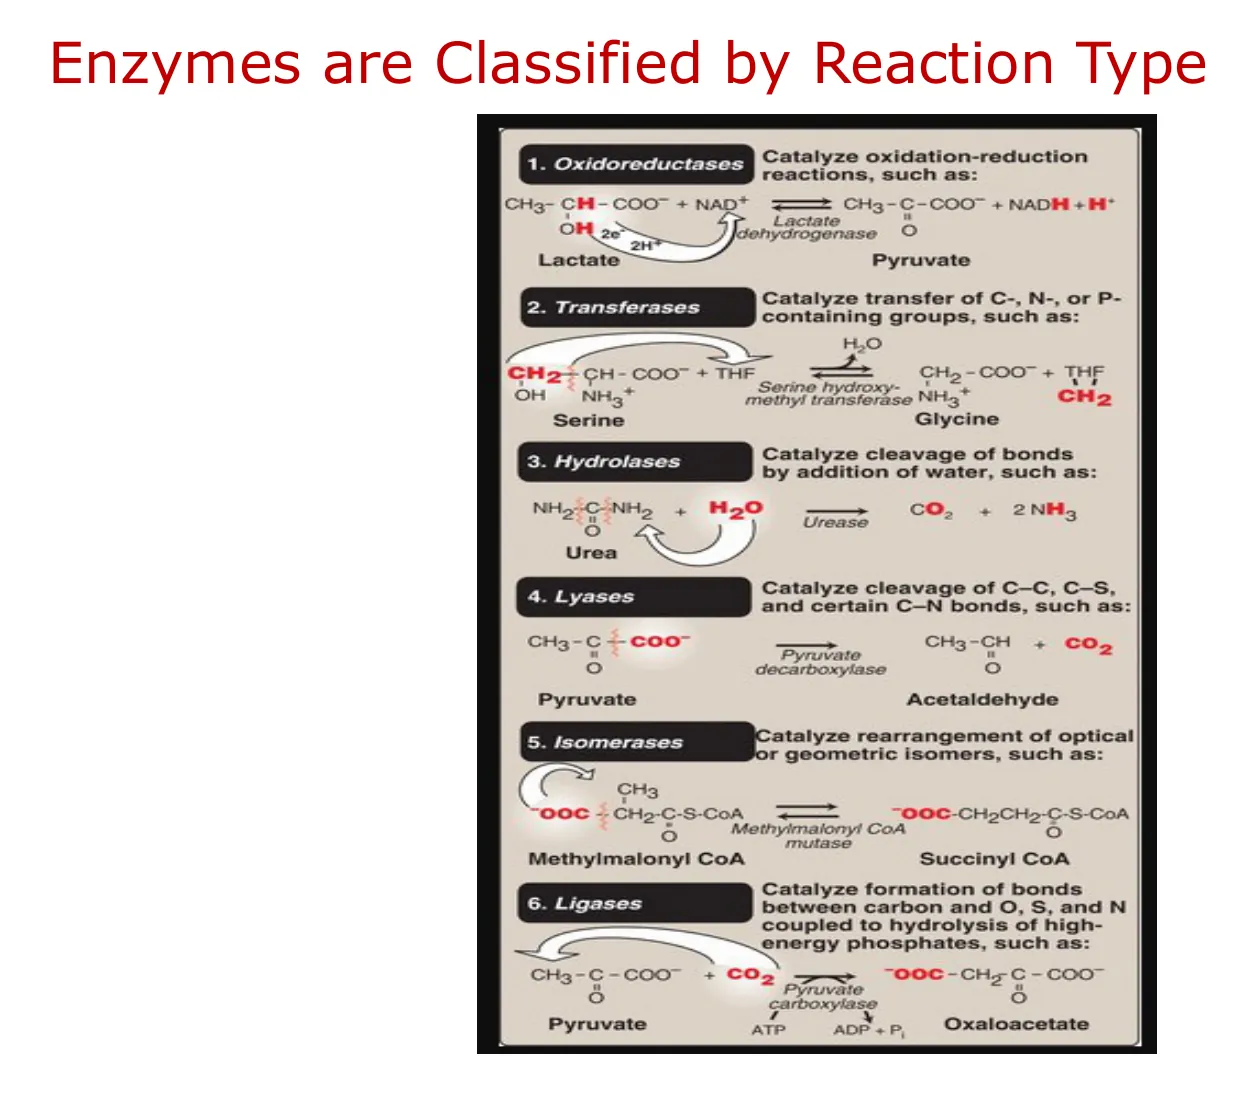 Enzymes are Classified by Reaction Type
1. Oxidoreductases
Catalyze oxidation-reduction
reactions, such as:
CH₃- CH - COO⁻ + NAD⁺ ⇌ CH₃ - C - COO⁻ + NADH + H⁺
OH 2e⁻ 2H⁺
Lactate
dehydrogenase
O
Lactate
Pyruvate
2. Transferases
Catalyze transfer of C-, N-, or P-
containing groups, such as:
H₂O
CH₂ - CH - COO⁻ + THF ⇌ CH₂ - COO⁻ + THF
OH NH₃⁺
Serine hydroxy-
methyl transferase
NH₃⁺ CH₂
Serine
Glycine
3. Hydrolases
Catalyze cleavage of bonds
by addition of water, such as:
NH₂-C-NH₂ + H₂O → CO₂ + 2 NH₃
O
Urease
Urea
4. Lyases
Catalyze cleavage of C–C, C–S,
and certain C–N bonds, such as:
CH₃ - C - COO⁻ → CH₃ - CH + CO₂
O
Pyruvate
decarboxylase
O
Pyruvate
Acetaldehyde
5. Isomerases
Catalyze rearrangement of optical
or geometric isomers, such as:
CH₃
⁻OOC - CH₂-C-S-CoA ⇌ ⁻OOC-CH₂CH₂-C-S-CoA
O
Methylmalonyl CoA
mutase
O
Methylmalonyl CoA
Succinyl CoA
6. Ligases
Catalyze formation of bonds
between carbon and O, S, and N
coupled to hydrolysis of high-
energy phosphates, such as:
CH₃ - C - COO⁻ + CO₂ → ⁻OOC - CH₂-C - COO⁻
O
Pyruvate
carboxylase
O
Pyruvate
ATP
ADP + Pᵢ
Oxaloacetate